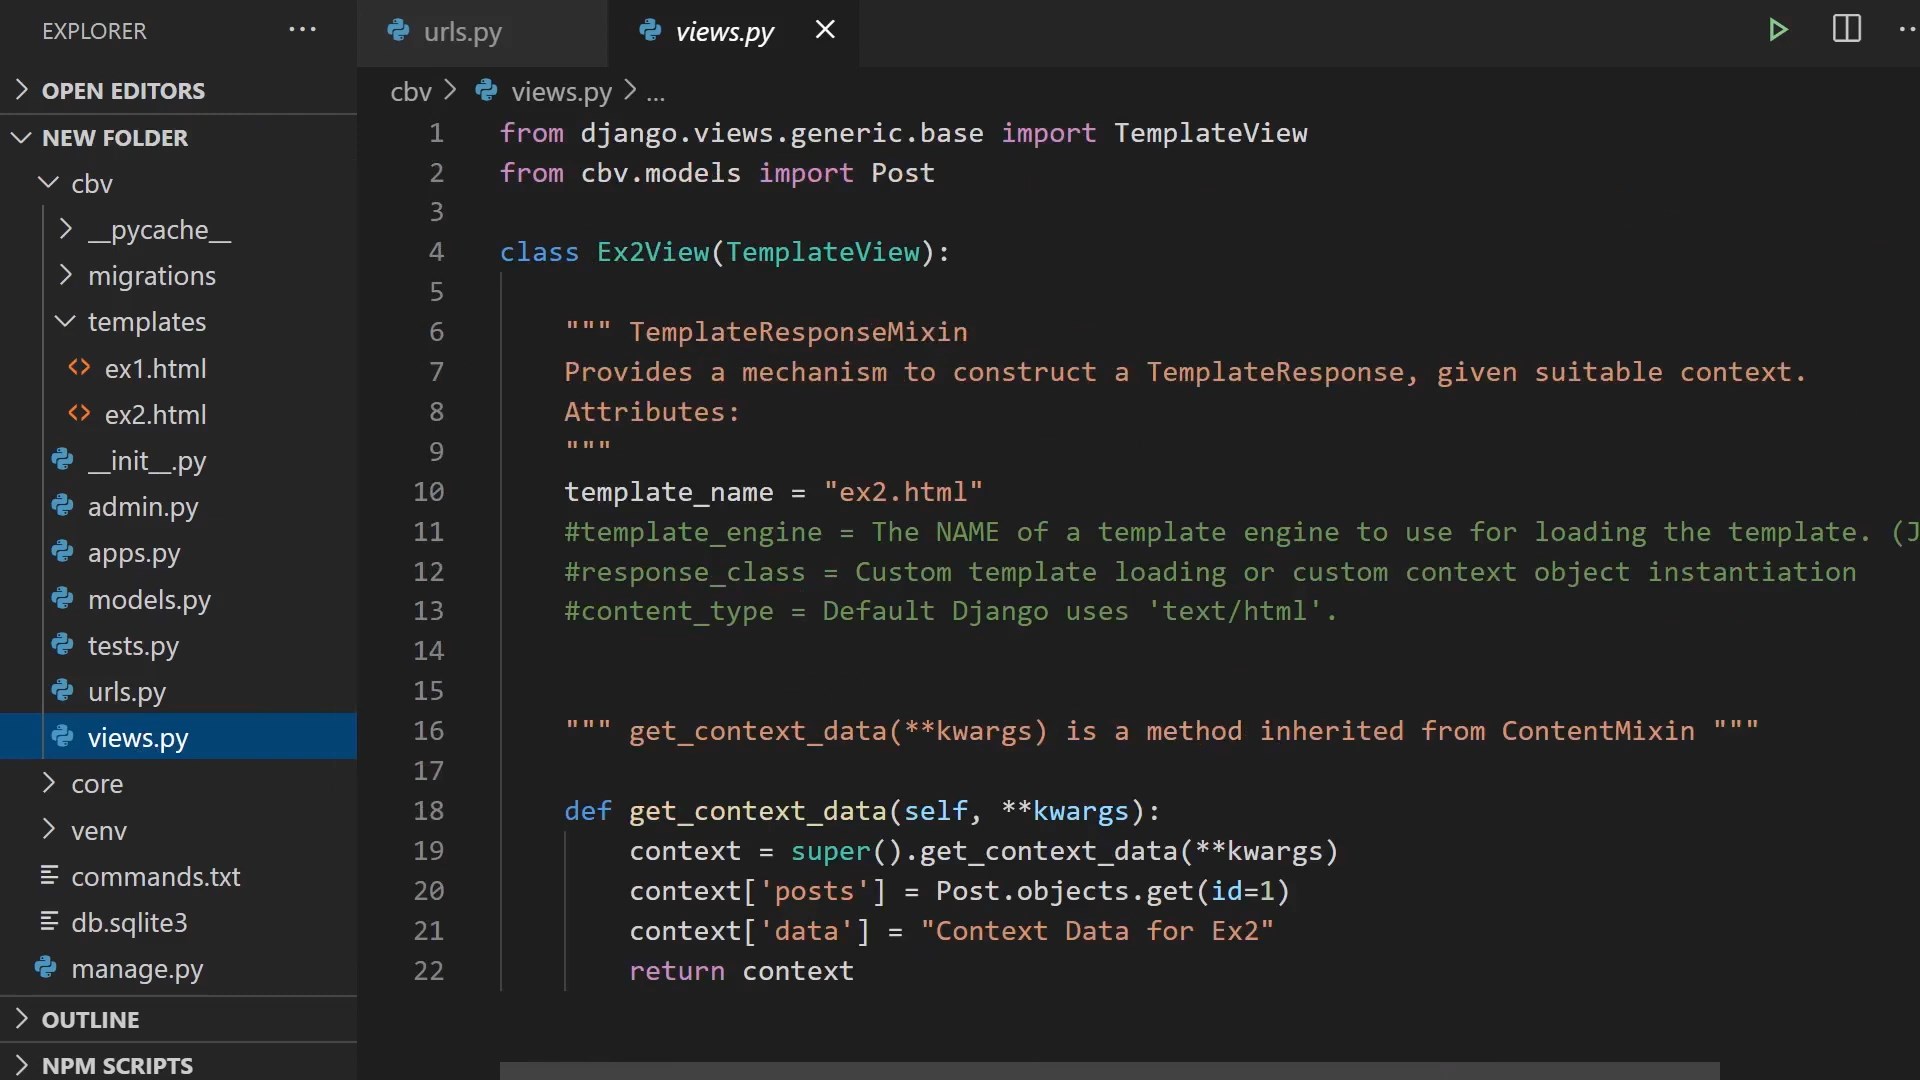 EXPLORER
OPEN EDITORS
NEW FOLDER
cbv
__pycache__
migrations
templates
ex1.html
ex2.html
__init__.py
admin.py
apps.py
models.py
tests.py
urls.py
views.py
core
venv
commands.txt
db.sqlite3
manage.py
OUTLINE
NPM SCRIPTS
urls.py views.py
cbv > views.py > ...
1 from django.views.generic.base import TemplateView
2 from cbv.models import Post
3
4 class Ex2View(TemplateView):
5
6 """ TemplateResponseMixin
7 Provides a mechanism to construct a TemplateResponse, given suitable context.
8 Attributes:
9 """
10 template_name = "ex2.html"
11 #template_engine = The NAME of a template engine to use for loading the template. (J
12 #response_class = Custom template loading or custom context object instantiation
13 #content_type = Default Django uses 'text/html'.
14
15
16 """ get_context_data(**kwargs) is a method inherited from ContentMixin """
17
18 def get_context_data(self, **kwargs):
19 context = super().get_context_data(**kwargs)
20 context['posts'] = Post.objects.get(id=1)
21 context['data'] = "Context Data for Ex2"
22 return context